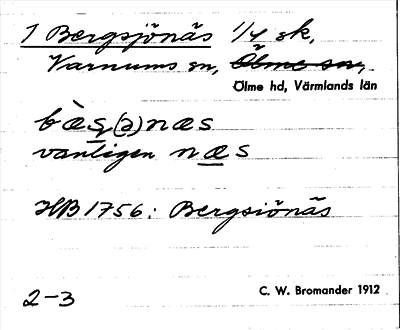 1 Bergsjönäs 1/4 sk,
Varnums sn, Ölme sn,
Ölme hd, Värmlands län
bæ̀s̢(ə)næs
vanligen næs
HB 1756: Bergsiönäs
2-3
C. W. Bromander 1912